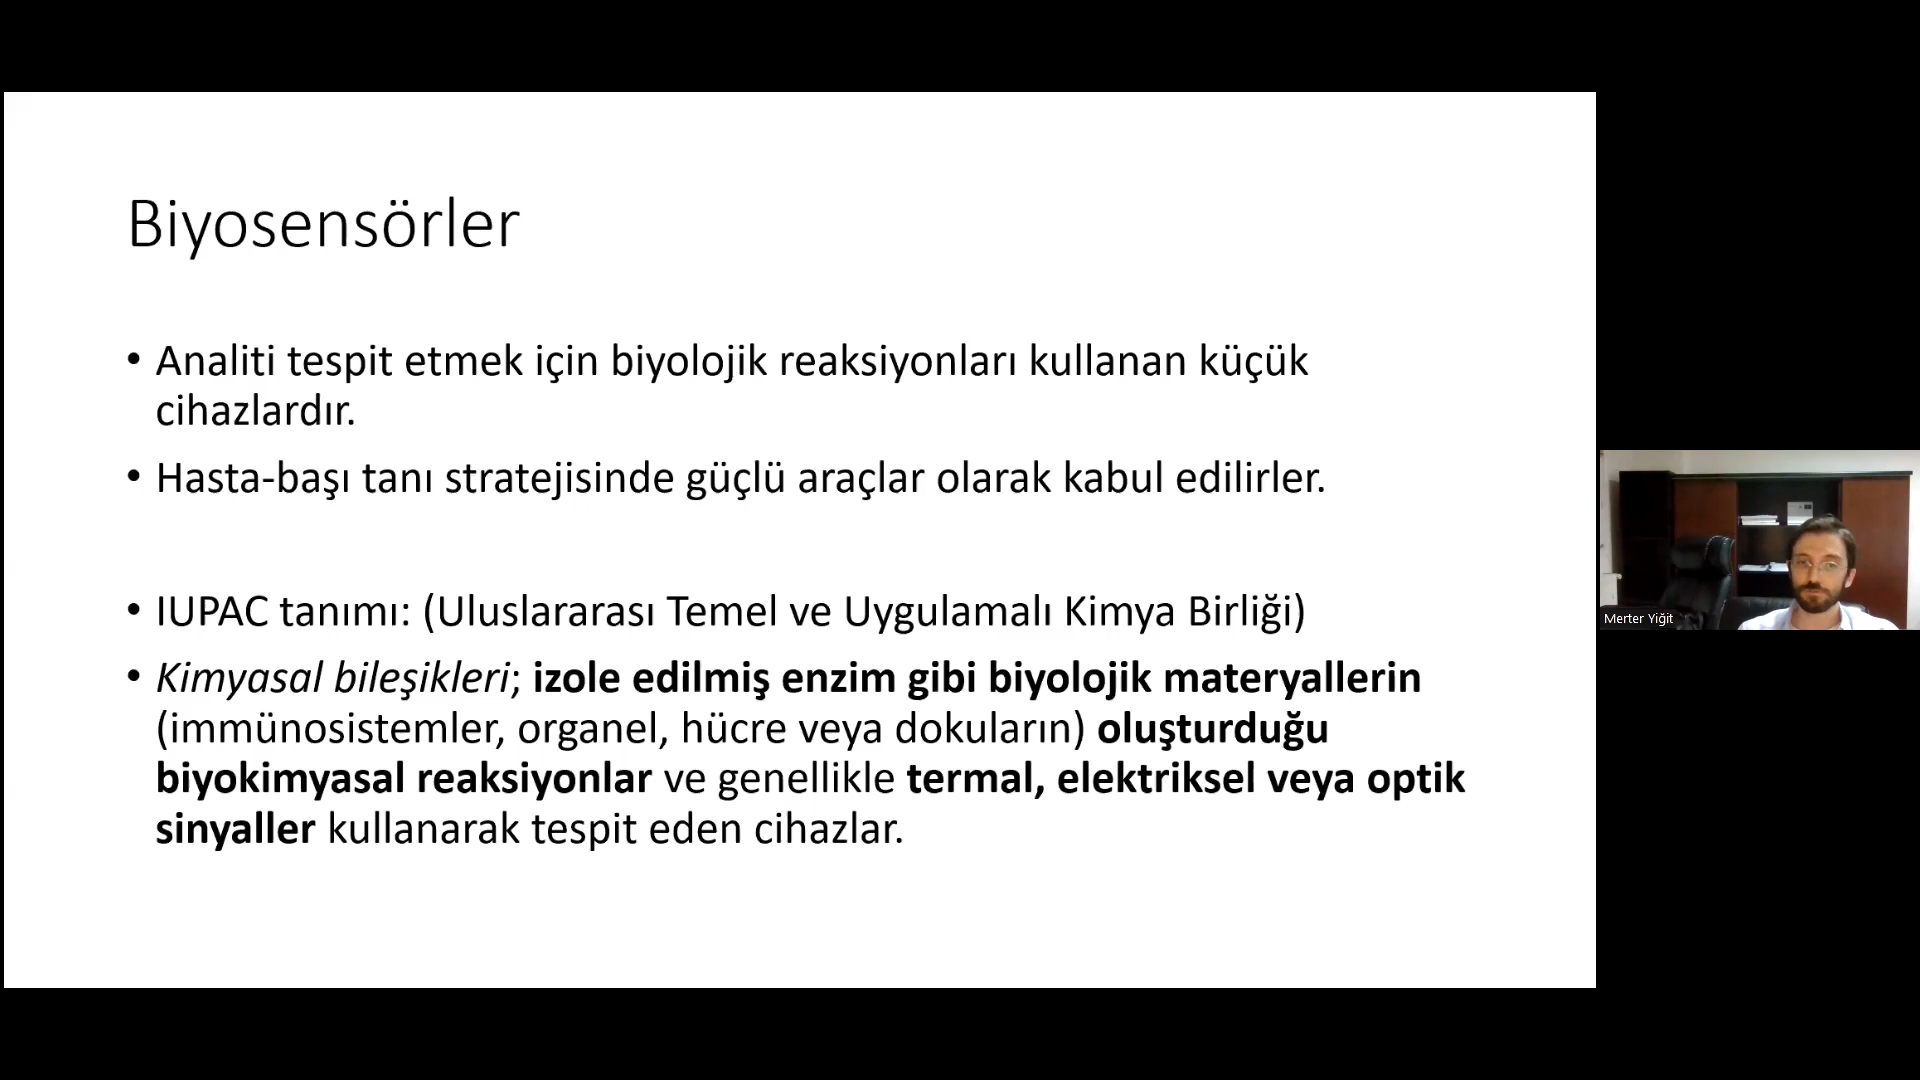 Biyosensörler
• Analiti tespit etmek için biyolojik reaksiyonları kullanan küçük
cihazlardır.
• Hasta-başı tanı stratejisinde güçlü araçlar olarak kabul edilirler.
• IUPAC tanımı: (Uluslararası Temel ve Uygulamalı Kimya Birliği)
• Kimyasal bileşikleri; izole edilmiş enzim gibi biyolojik materyallerin
(immünosistemler, organel, hücre veya dokuların) oluşturduğu
biyokimyasal reaksiyonlar ve genellikle termal, elektriksel veya optik
sinyaller kullanarak tespit eden cihazlar.
Merter Yiğit